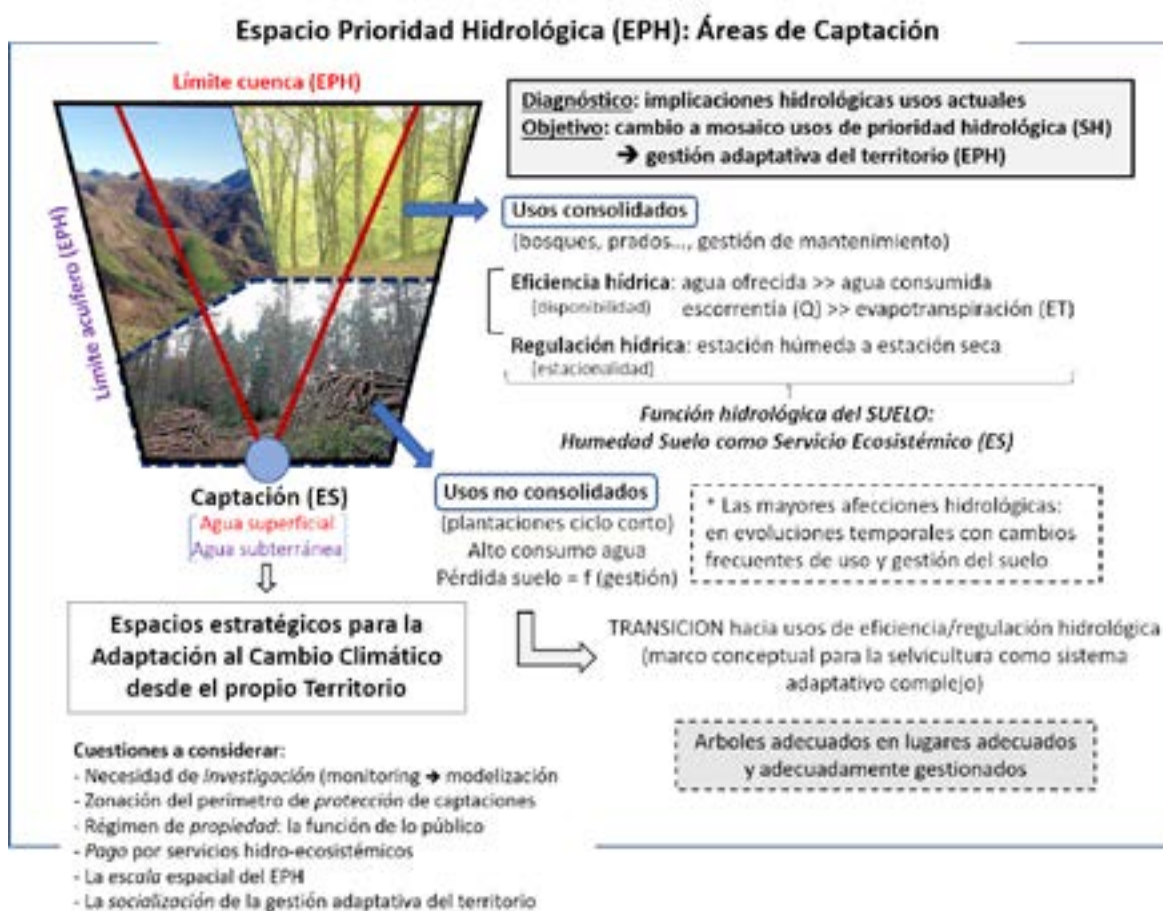 Espacio Prioridad Hidrológica (EPH): Áreas de Captación
Límite cuenca (EPH)
Límite acuífero (EPH)
Diagnóstico: implicaciones hidrológicas usos actuales
Objetivo: cambio a mosaico usos de prioridad hidrológica (SH)
➔ gestión adaptativa del territorio (EPH)
Usos consolidados
(bosques, prados..., gestión de mantenimiento)
Eficiencia hídrica: agua ofrecida >> agua consumida
[disponibilidad) escorrentía (Q) >> evapotranspiración (ET)
Regulación hídrica: estación húmeda a estación seca
[estacionalidad]
Función hidrológica del SUELO:
Humedad Suelo como Servicio Ecosistémico (ES)
Captación (ES)
Agua superficial
Agua subterránea
Usos no consolidados
(plantaciones ciclo corto)
Alto consumo agua
Pérdida suelo = f (gestión)
* Las mayores afecciones hidrológicas:
en evoluciones temporales con cambios
frecuentes de uso y gestión del suelo
Espacios estratégicos para la
Adaptación al Cambio Climático
desde el propio Territorio
TRANSICION hacia usos de eficiencia/regulación hidrológica
(marco conceptual para la selvicultura como sistema
adaptativo complejo)
Arboles adecuados en lugares adecuados
y adecuadamente gestionados
Cuestiones a considerar:
- Necesidad de investigación (monitoring ➔ modelización
- Zonación del perímetro de protección de captaciones
- Régimen de propiedad: la función de lo público
- Pago por servicios hidro-ecosistémicos
- La escala espacial del EPH
- La socialización de la gestión adaptativa del territorio